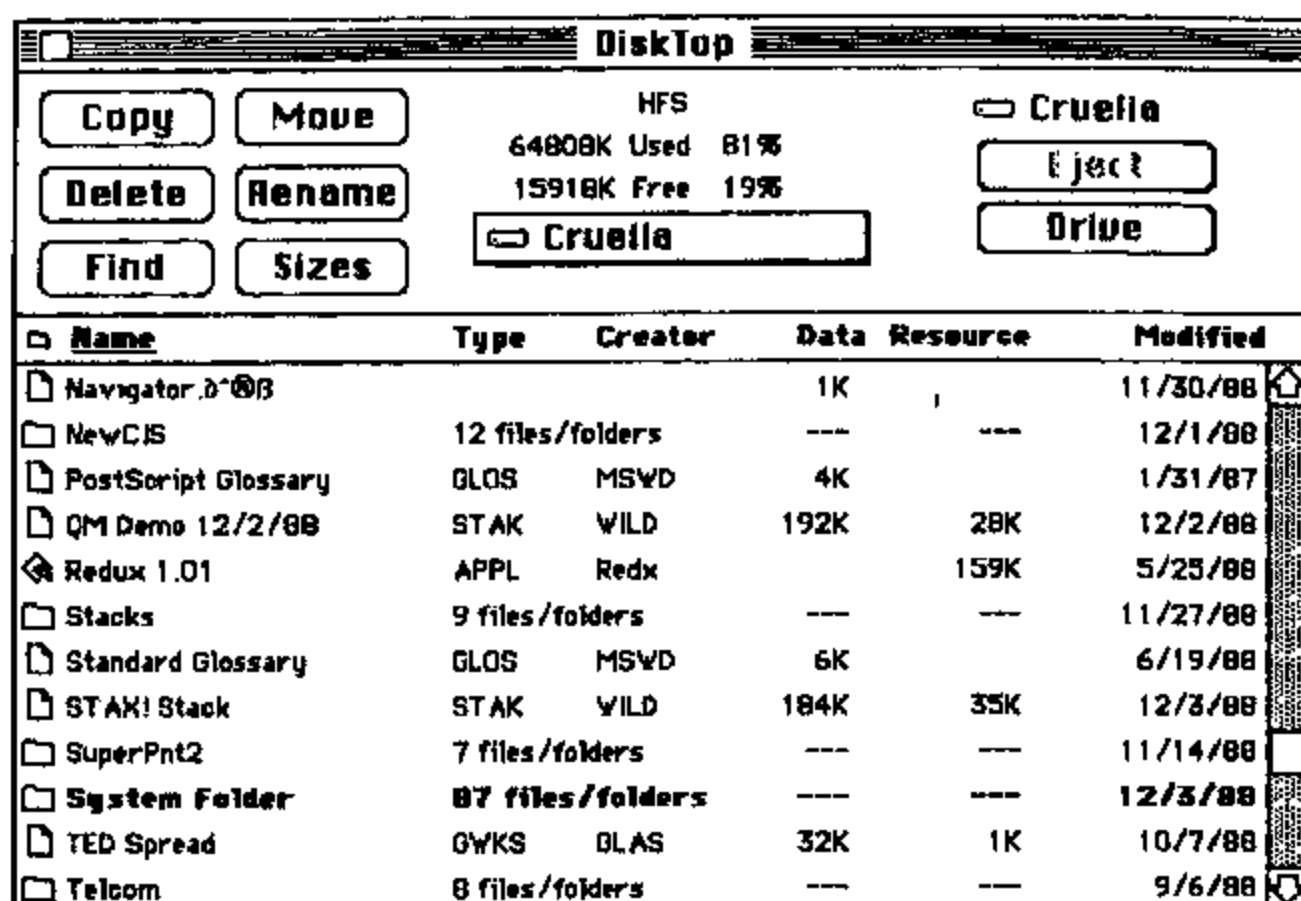 DiskTop
Copy Move HFS Cruella
64808K Used 81% Eject
Delete Rename 15918K Free 19%
Cruella Drive
Find Sizes
Name Type Creator Data Resource Modified
Navigator.∂^®ß 1K 11/30/88
NewCIS 12 files/folders --- --- 12/1/88
PostScript Glossary GLOS MSWD 4K 1/31/87
QM Demo 12/2/88 STAK WILD 192K 28K 12/2/88
Redux 1.01 APPL Redx 159K 5/25/88
Stacks 9 files/folders --- --- 11/27/88
Standard Glossary GLOS MSWD 6K 6/19/88
STAX! Stack STAK WILD 184K 35K 12/3/88
SuperPnt2 7 files/folders --- --- 11/14/88
System Folder 87 files/folders --- --- 12/3/88
TED Spread GWKS GLAS 32K 1K 10/7/88
Telcom 8 files/folders --- --- 9/6/88